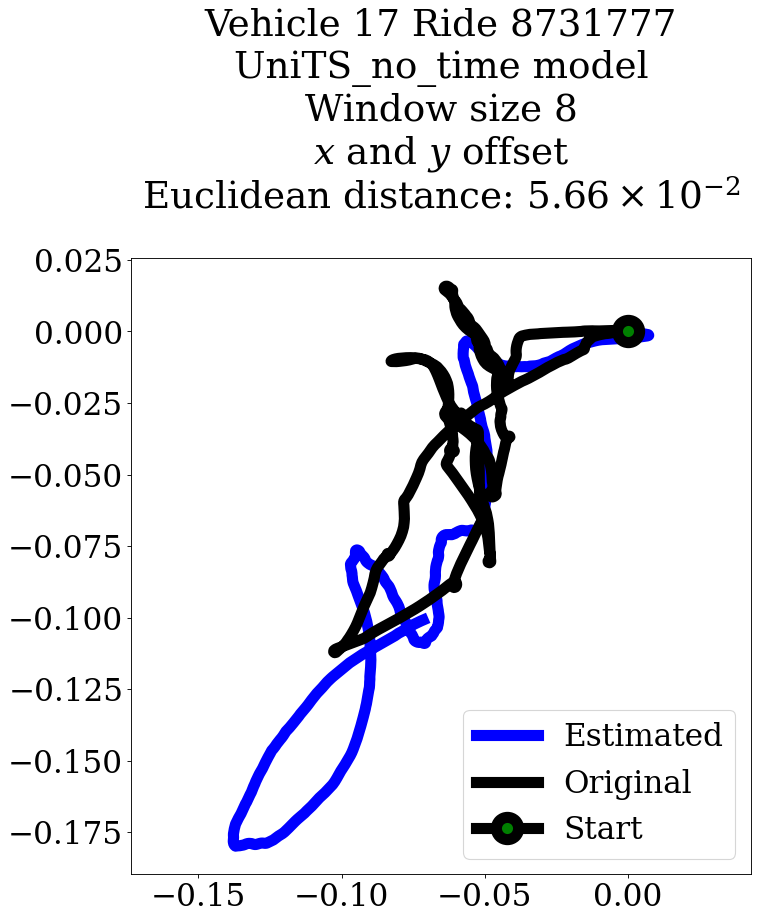 Vehicle 17 Ride 8731777
UniTS_no_time model
Window size 8
x and y offset
Euclidean distance: 5.66 × 10⁻²
0.025
0.000
−0.025
−0.050
−0.075
−0.100
−0.125
−0.150
−0.175
Estimated
Original
Start
−0.15 −0.10 −0.05 0.00